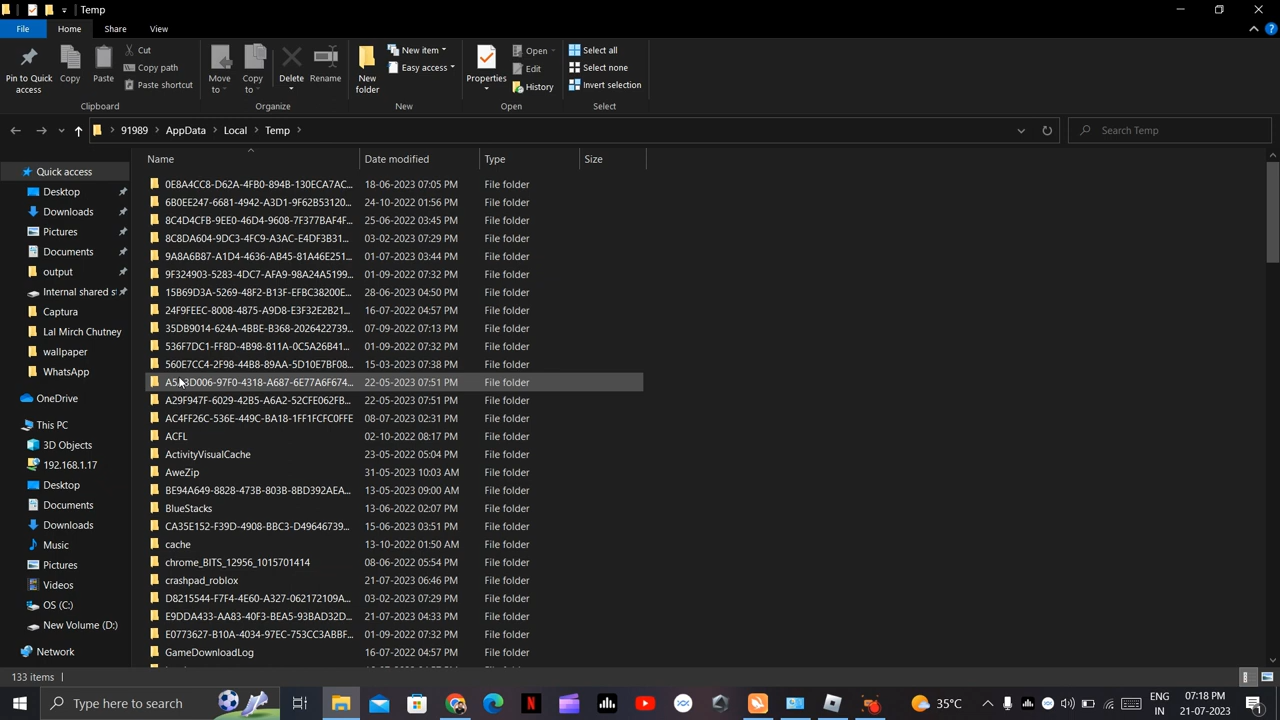 Temp
File Home Share View
Pin to Quick access
Copy
Paste
Cut
Copy path
Paste shortcut
Clipboard
Move to
Copy to
Delete
Rename
Organize
New folder
New item
Easy access
New
Properties
Open
Edit
History
Open
Select all
Select none
Invert selection
Select
91989 > AppData > Local > Temp >
Search Temp
Name Date modified Type Size
Quick access
Desktop
Downloads
Pictures
Documents
output
Internal shared s
Captura
Lal Mirch Chutney
wallpaper
WhatsApp
OneDrive
This PC
3D Objects
192.168.1.17
Desktop
Documents
Downloads
Music
Pictures
Videos
OS (C:)
New Volume (D:)
Network
0E8A4CC8-D62A-4FB0-894B-130ECA7AC... 18-06-2023 07:05 PM File folder
6B0EE247-6681-4942-A3D1-9F62B53120... 24-10-2022 01:56 PM File folder
8C4D4CFB-9EE0-46D4-9608-7F377BAF4F... 25-06-2022 03:45 PM File folder
8C8DA604-9DC3-4FC9-A3AC-E4DF3B31... 03-02-2023 07:29 PM File folder
9A8A6B87-A1D4-4636-AB45-81A46E251... 01-07-2023 03:44 PM File folder
9F324903-5283-4DC7-AFA9-98A24A5199... 01-09-2022 07:32 PM File folder
15B69D3A-5269-48F2-B13F-EFBC38200E... 28-06-2023 04:50 PM File folder
24F9FEEC-8008-4875-A9D8-E3F32E2B21... 16-07-2022 04:57 PM File folder
35DB9014-624A-4BBE-B368-2026422739... 07-09-2022 07:13 PM File folder
536F7DC1-FF8D-4B98-811A-0C5A26B41... 01-09-2022 07:32 PM File folder
560E7CC4-2F98-44B8-89AA-5D10E7BF08... 15-03-2023 07:38 PM File folder
3D006-97F0-4318-A687-6E77A6F674... 22-05-2023 07:51 PM File folder
A29F947F-6029-42B5-A6A2-52CFE062FB... 22-05-2023 07:51 PM File folder
AC4FF26C-536E-449C-BA18-1FF1FCFC0FFE 08-07-2023 02:31 PM File folder
ACFL 02-10-2022 08:17 PM File folder
ActivityVisualCache 23-05-2022 05:04 PM File folder
AweZip 31-05-2023 10:03 AM File folder
BE94A649-8828-473B-803B-8BD392AEA... 13-05-2023 09:00 AM File folder
BlueStacks 13-06-2022 02:07 PM File folder
CA35E152-F39D-4908-BBC3-D49646739... 15-06-2023 03:51 PM File folder
cache 13-10-2022 01:50 AM File folder
chrome_BITS_12956_1015701414 08-06-2022 05:54 PM File folder
crashpad_roblox 21-07-2023 06:46 PM File folder
D8215544-F7F4-4E60-A327-062172109A... 03-02-2023 07:29 PM File folder
E9DDA433-AA83-40F3-BEA5-93BAD32D... 21-07-2023 04:33 PM File folder
E0773627-B10A-4034-97EC-753CC3ABBF... 01-09-2022 07:32 PM File folder
GameDownloadLog 16-07-2022 04:57 PM File folder
133 items
Type here to search
35°C
ENG
IN
07:18 PM
21-07-2023
1